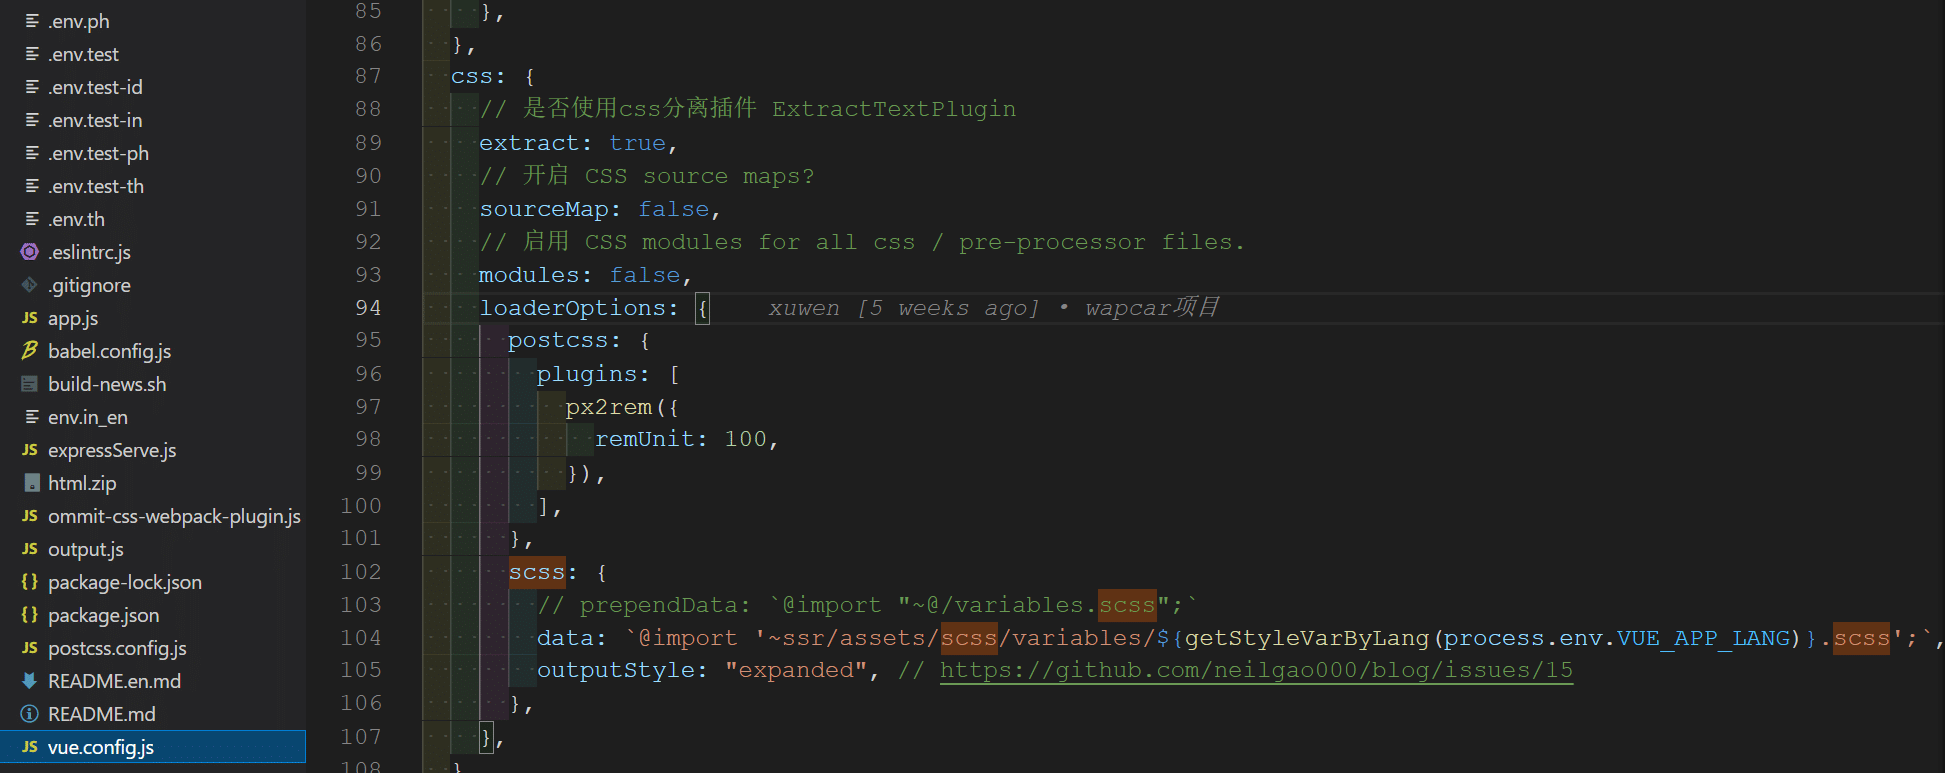 .env.ph
.env.test
.env.test-id
.env.test-in
.env.test-ph
.env.test-th
.env.th
.eslintrc.js
.gitignore
JS app.js
babel.config.js
build-news.sh
env.in_en
JS expressServe.js
html.zip
JS ommit-css-webpack-plugin.js
JS output.js
{} package-lock.json
{} package.json
JS postcss.config.js
README.en.md
README.md
JS vue.config.js
85 },
86 },
87 css: {
88 // 是否使用css分离插件 ExtractTextPlugin
89 extract: true,
90 // 开启 CSS source maps?
91 sourceMap: false,
92 // 启用 CSS modules for all css / pre-processor files.
93 modules: false,
94 loaderOptions: { xuwen [5 weeks ago] • wapcar项目
95 postcss: {
96 plugins: [
97 px2rem({
98 remUnit: 100,
99 }),
100 ],
101 },
102 scss: {
103 // prependData: `@import "~@/variables.scss";`
104 data: `@import '~ssr/assets/scss/variables/${getStyleVarByLang(process.env.VUE_APP_LANG)}.scss';`,
105 outputStyle: "expanded", // https://github.com/neilgao000/blog/issues/15
106 },
107 },
108 }